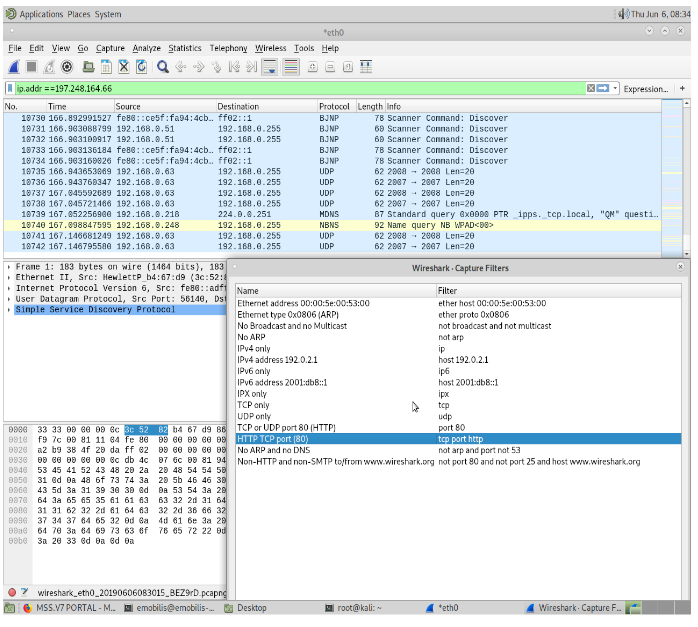 Applications Places System Thu Jun 6, 08:34
*eth0
File Edit View Go Capture Analyze Statistics Telephony Wireless Tools Help
ip.addr ==197.248.164.66 Expression... +
No. Time Source Destination Protocol Length Info
10730 166.892991527 fe80::ce5f:fa94:4cb… ff02::1 BJNP 78 Scanner Command: Discover
10731 166.903088799 192.168.0.51 192.168.0.255 BJNP 60 Scanner Command: Discover
10732 166.903100917 192.168.0.51 192.168.0.255 BJNP 60 Scanner Command: Discover
10733 166.903136184 fe80::ce5f:fa94:4cb… ff02::1 BJNP 78 Scanner Command: Discover
10734 166.903160026 fe80::ce5f:fa94:4cb… ff02::1 BJNP 78 Scanner Command: Discover
10735 166.943653069 192.168.0.63 192.168.0.255 UDP 62 2008 → 2008 Len=20
10736 166.943760347 192.168.0.63 192.168.0.255 UDP 62 2007 → 2007 Len=20
10737 167.045592689 192.168.0.63 192.168.0.255 UDP 62 2008 → 2008 Len=20
10738 167.045721466 192.168.0.63 192.168.0.255 UDP 62 2007 → 2007 Len=20
10739 167.052256900 192.168.0.218 224.0.0.251 MDNS 87 Standard query 0x0000 PTR _ipps._tcp.local, "QM" questi…
10740 167.098847595 192.168.0.248 192.168.0.255 NBNS 92 Name query NB WPAD<00>
10741 167.146681249 192.168.0.63 192.168.0.255 UDP 62 2008 → 2008 Len=20
10742 167.146795580 192.168.0.63 192.168.0.255 UDP 62 2007 → 2007 Len=20
Frame 1: 183 bytes on wire (1464 bits), 183
Ethernet II, Src: HewlettP_b4:67:d9 (3c:52:8
Internet Protocol Version 6, Src: fe80::adf
User Datagram Protocol, Src Port: 56140, Dst
Simple Service Discovery Protocol
Wireshark · Capture Filters
Name Filter
Ethernet address 00:00:5e:00:53:00 ether host 00:00:5e:00:53:00
Ethernet type 0x0806 (ARP) ether proto 0x0806
No Broadcast and no Multicast not broadcast and not multicast
No ARP not arp
IPv4 only ip
IPv4 address 192.0.2.1 host 192.0.2.1
IPv6 only ip6
IPv6 address 2001:db8::1 host 2001:db8::1
IPX only ipx
TCP only tcp
UDP only udp
TCP or UDP port 80 (HTTP) port 80
HTTP TCP port (80) tcp port http
No ARP and no DNS not arp and port not 53
Non-HTTP and non-SMTP to/from www.wireshark.org not port 80 and not port 25 and host www.wireshark.org
0000 33 33 00 00 00 0c 3c 52 82 b4 67 d9 86
0010 f9 7c 00 81 11 04 fe 80 00 00 00 00 00
0020 a2 b9 38 4f 20 da ff 02 00 00 00 00 00
0030 00 00 00 00 00 0c db 4c 07 6c 00 81 94
0040 53 45 41 52 43 48 20 2a 20 48 54 54 50
0050 31 0d 0a 48 6f 73 74 3a 20 5b 46 46 30
0060 43 5d 3a 31 39 30 30 0d 0a 53 54 3a 20
0070 64 3a 65 65 35 61 61 63 63 32 2d 31 64
0080 31 31 62 32 2d 61 64 63 32 2d 36 66 32
0090 37 34 37 64 65 32 0d 0a 4d 61 6e 3a 20
00a0 64 70 3a 64 69 73 63 6f 76 65 72 22 0d
00b0 3a 20 33 0d 0a 0d 0a
wireshark_eth0_20190606083015_BEZ9rD.pcapng
MSS.V7 PORTAL - M... emobilis@emobilis-... Desktop root@kali: ~ *eth0 Wireshark · Capture F...